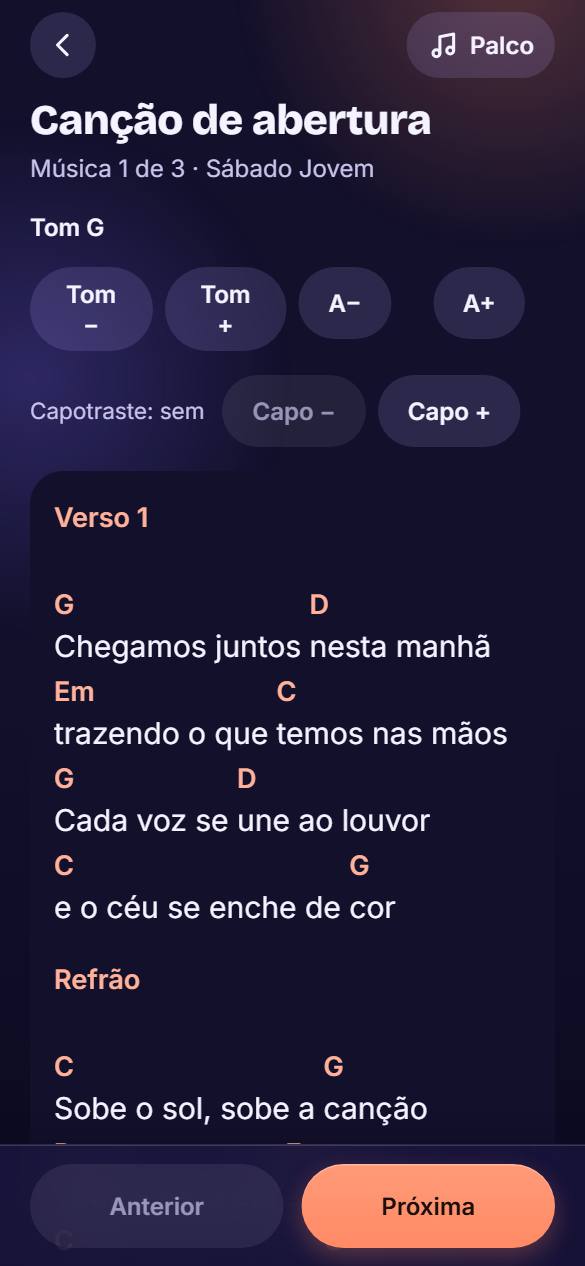 Palco
Canção de abertura
Música 1 de 3 · Sábado Jovem
Tom G
Tom − Tom + A− A+
Capotraste: sem Capo − Capo +
Verso 1
G D
Chegamos juntos nesta manhã
Em C
trazendo o que temos nas mãos
G D
Cada voz se une ao louvor
C G
e o céu se enche de cor
Refrão
C G
Sobe o sol, sobe a canção
Anterior Próxima
C